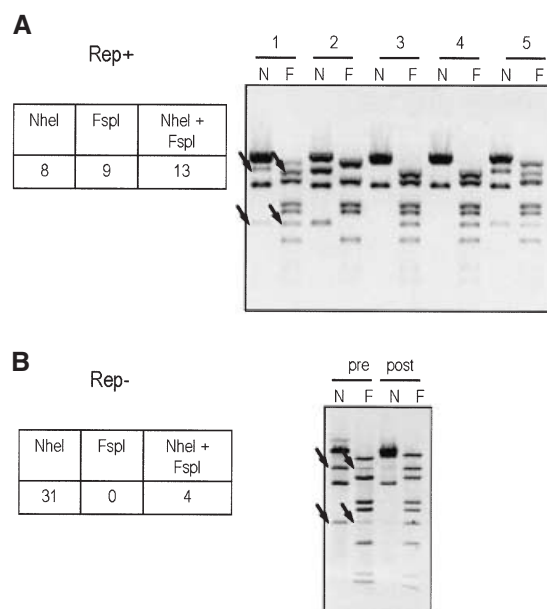 A
Rep+
1 2 3 4 5
N F N F N F N F N F
NheI FspI NheI +
FspI
8 9 13
B
Rep-
pre post
N F N F
NheI FspI NheI +
FspI
31 0 4